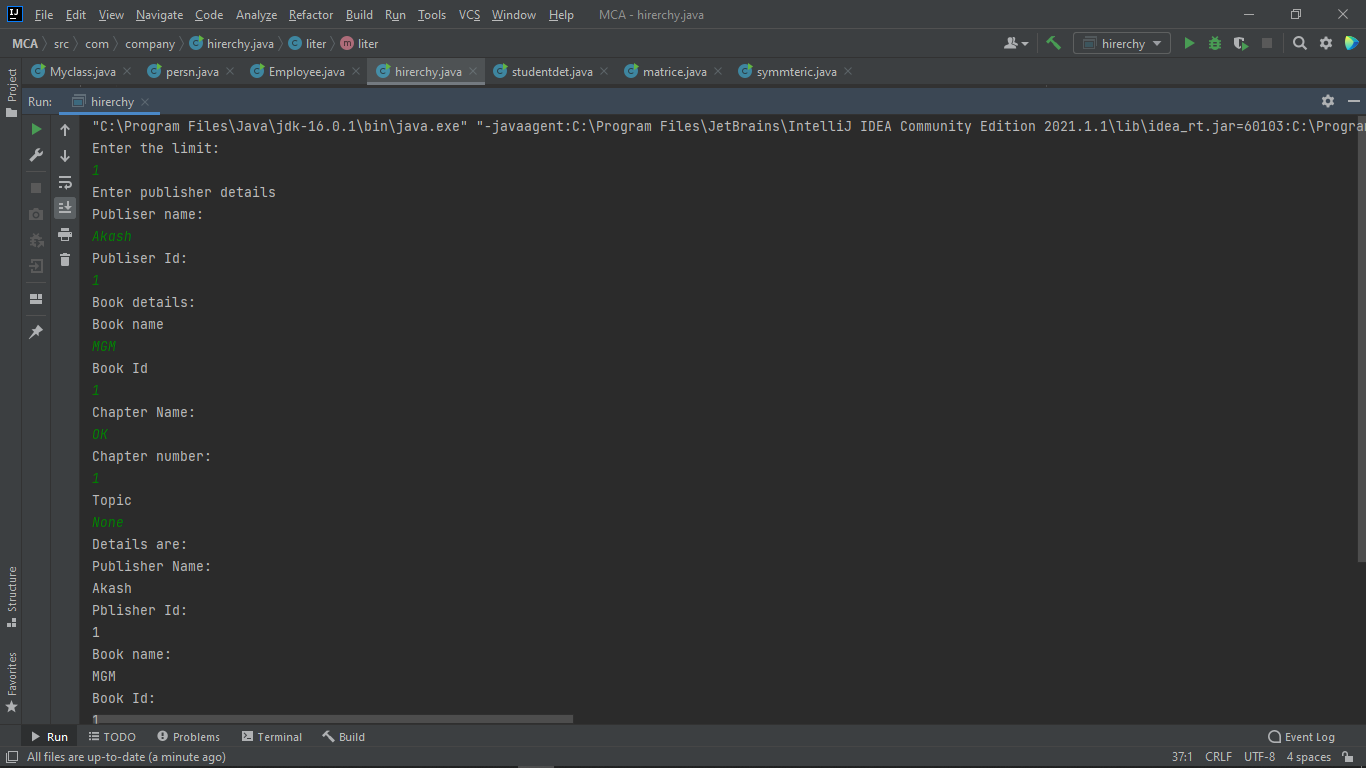 IJ File Edit View Navigate Code Analyze Refactor Build Run Tools VCS Window Help MCA - hirerchy.java
MCA src com company hirerchy.java liter m liter hirerchy
Myclass.java persn.java Employee.java hirerchy.java studentdet.java matrice.java symmteric.java
Project
Run: hirerchy
"C:\Program Files\Java\jdk-16.0.1\bin\java.exe" "-javaagent:C:\Program Files\JetBrains\IntelliJ IDEA Community Edition 2021.1.1\lib\idea_rt.jar=60103:C:\Program
Enter the limit:
1
Enter publisher details
Publiser name:
Akash
Publiser Id:
1
Book details:
Book name
MGM
Book Id
1
Chapter Name:
OK
Chapter number:
1
Topic
None
Details are:
Publisher Name:
Akash
Pblisher Id:
1
Book name:
MGM
Book Id:
1
Structure
Favorites
Run TODO Problems Terminal Build Event Log
All files are up-to-date (a minute ago) 37:1 CRLF UTF-8 4 spaces